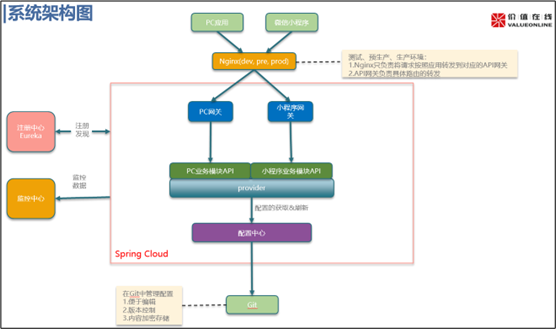 系统架构图
价值在线
VALUEONLINE
PC应用
微信小程序
Nginx(dev, pre, prod)
测试、预生产、生产环境:
1.Nginx只负责将请求按照应用转发到对应的API网关
2.API网关负责具体路由的转发
PC网关
小程序网
关
注册中心
Eureka
注册
发现
PC业务模块API
小程序业务模块API
provider
监控
数据
监控中心
配置的获取&刷新
配置中心
Spring Cloud
在Git中管理配置
1.便于编辑
2.版本控制
3.内容加密存储
Git